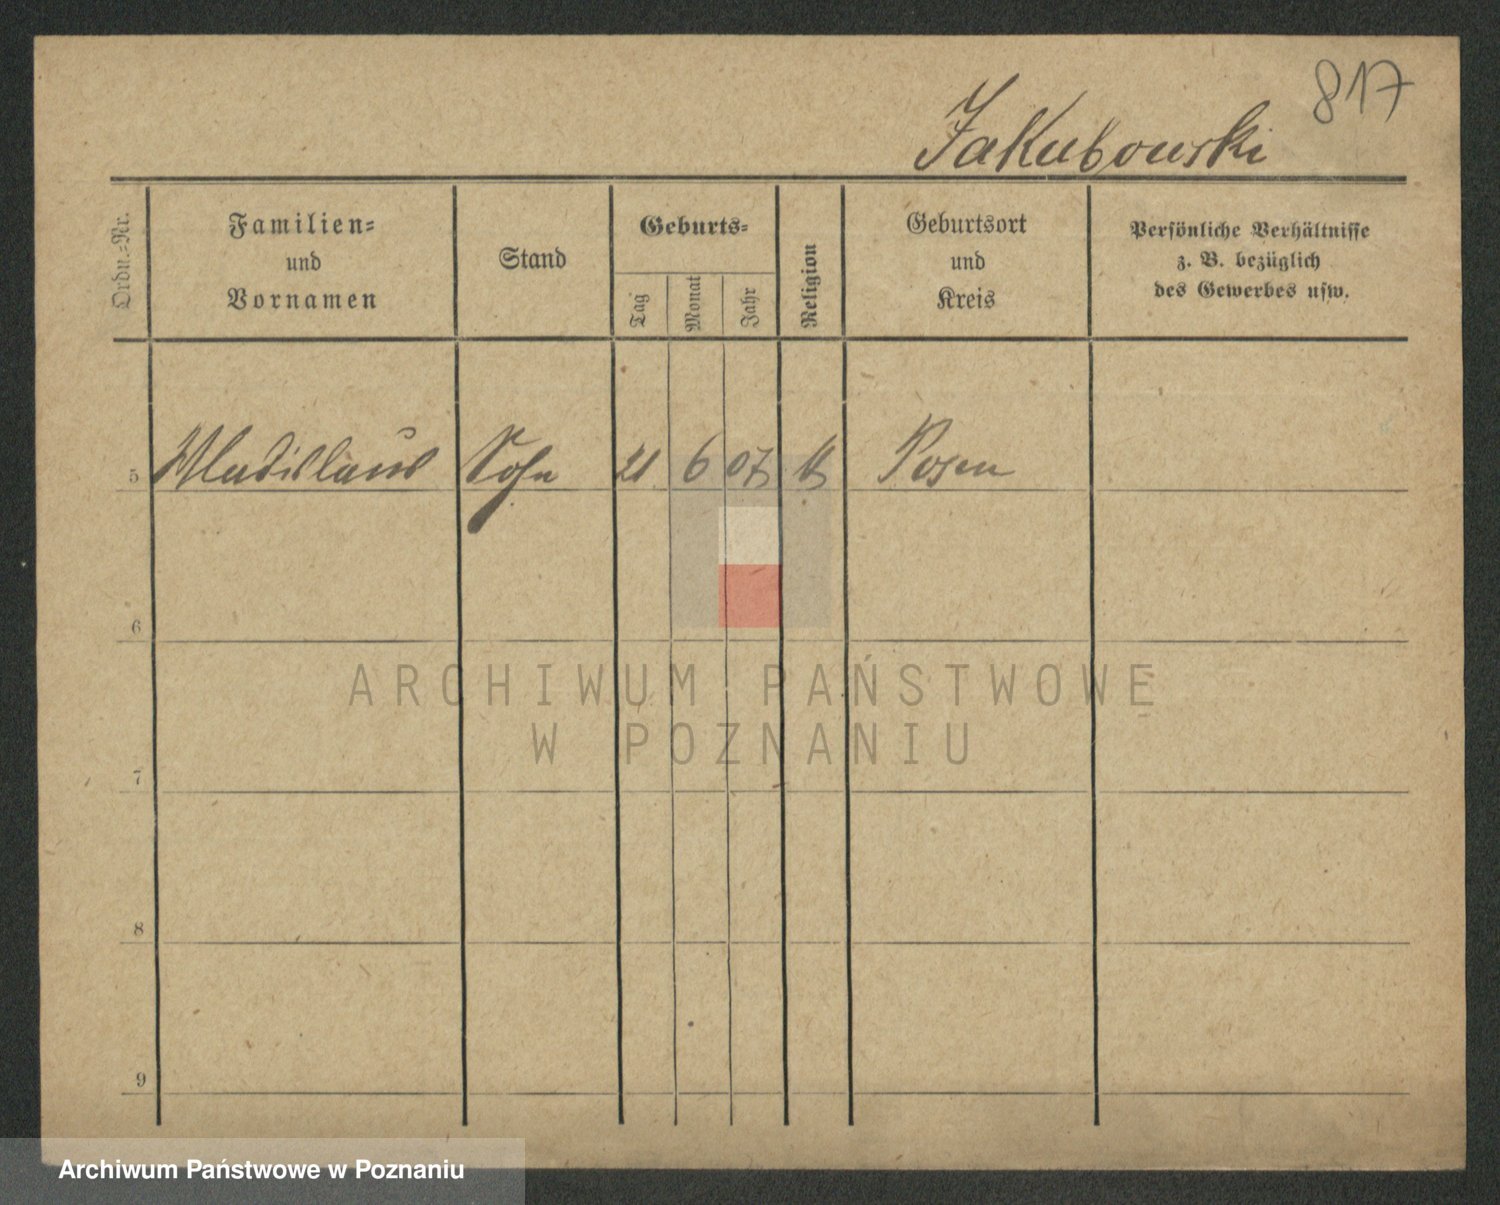 817
Jakubowski
Ordn.-Nr.
Familien-
und
Vornamen
Stand
Geburts-
Tag
Monat
Jahr
Religion
Geburtsort
und
Kreis
Persönliche Verhältnisse
z. B. bezüglich
des Gewerbes usw.
5 Wladislaus Sohn 21 6 07 Posen
6
7
8
9
ARCHIWUM PAŃSTWOWE
W POZNANIU
Archiwum Państwowe w Poznaniu